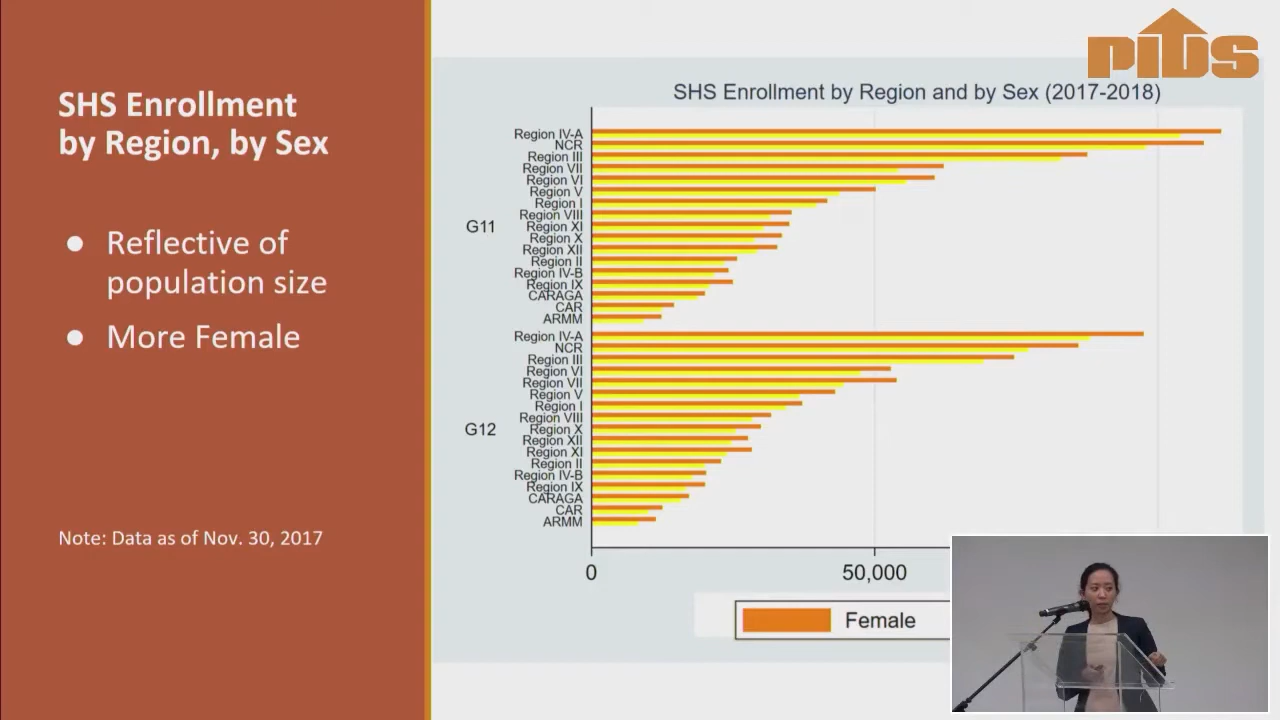 PIDS
SHS Enrollment
by Region, by Sex
● Reflective of
population size
● More Female
Note: Data as of Nov. 30, 2017
SHS Enrollment by Region and by Sex (2017-2018)
G11
Region IV-A
NCR
Region III
Region VII
Region VI
Region V
Region I
Region VIII
Region XI
Region X
Region XII
Region II
Region IV-B
Region IX
CARAGA
CAR
ARMM
G12
Region IV-A
NCR
Region III
Region VI
Region VII
Region V
Region I
Region VIII
Region X
Region XII
Region XI
Region II
Region IV-B
Region IX
CARAGA
CAR
ARMM
0
50,000
Female